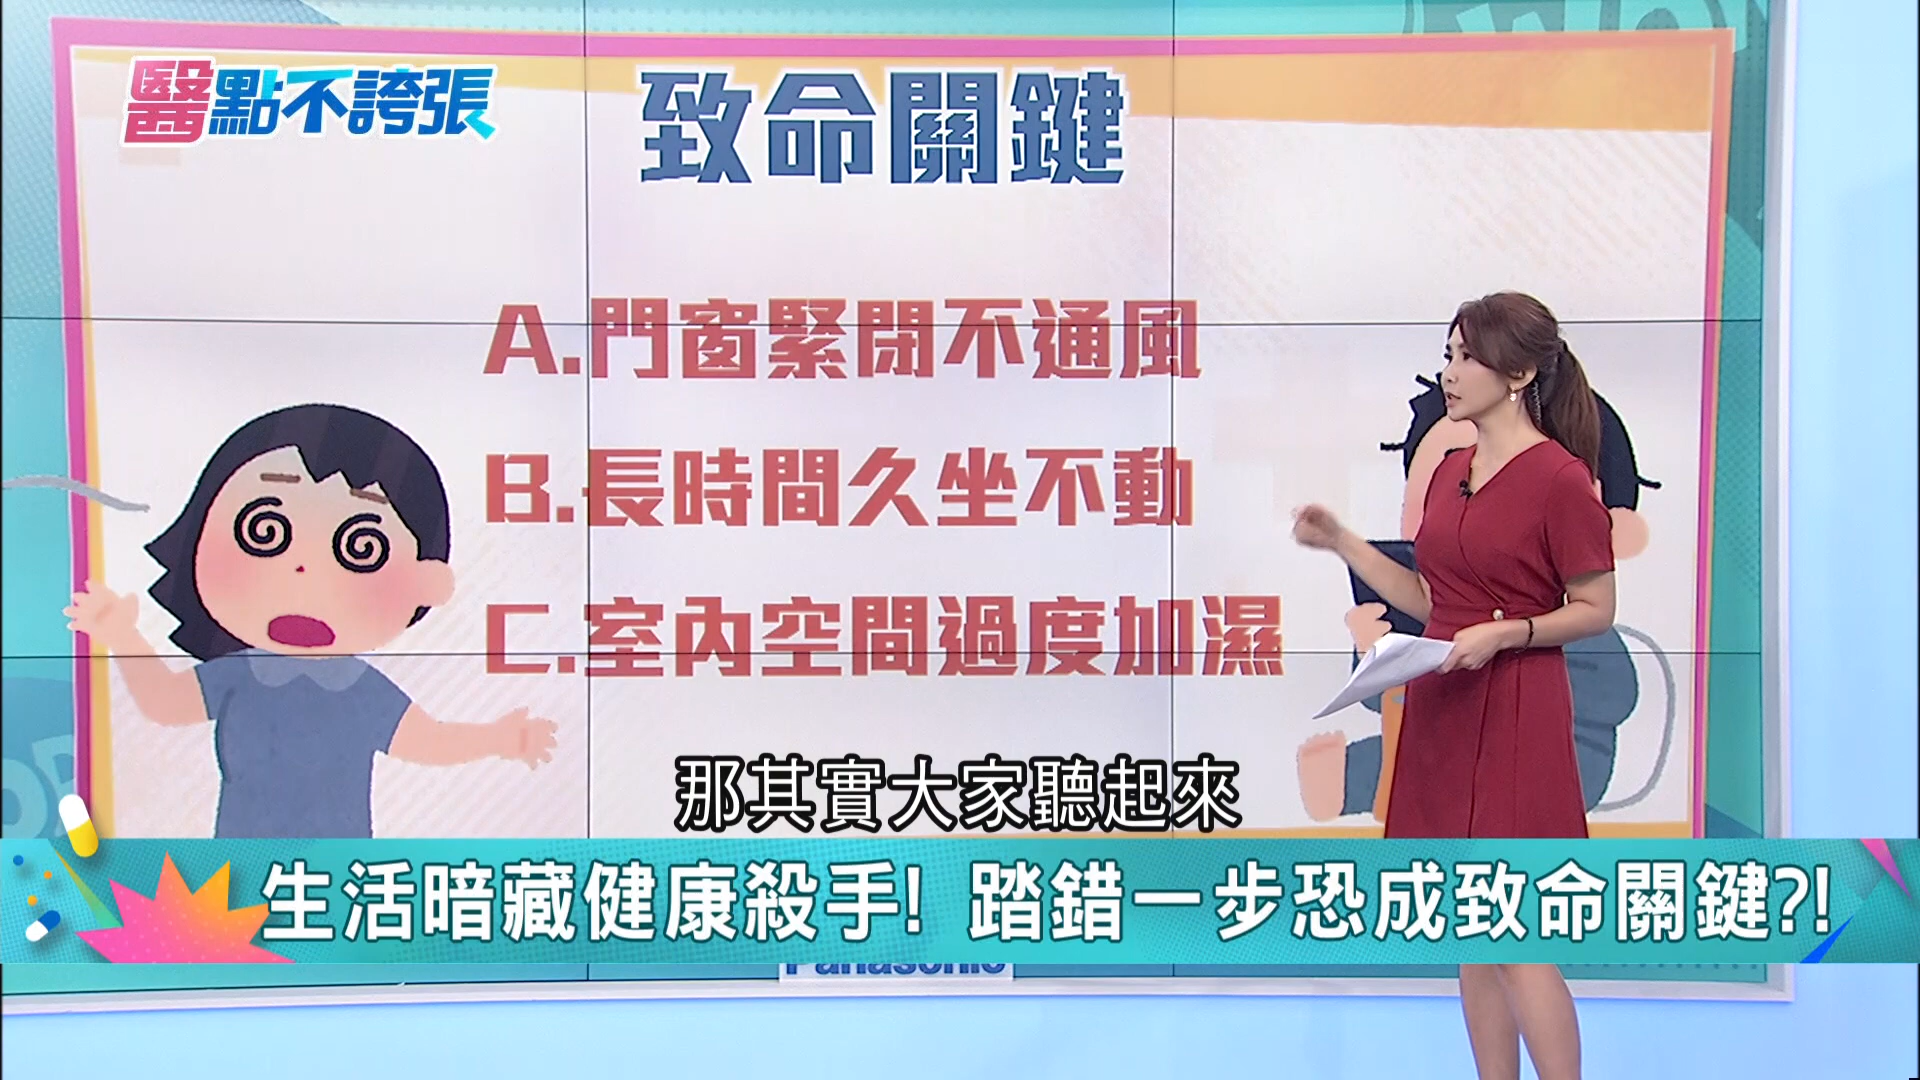 醫點不誇張
致命關鍵
A.門窗緊閉不通風
B.長時間久坐不動
C.室內空間過度加濕
那其實大家聽起來
生活暗藏健康殺手! 踏錯一步恐成致命關鍵?!
Panasonic